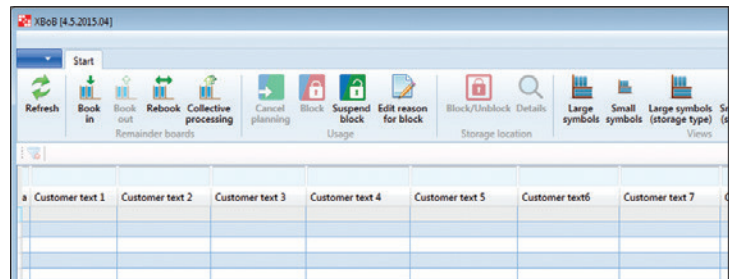 XBoB [4.5.2015.04]
Start
Refresh
Book in
Book out
Rebook
Collective processing
Remainder boards
Cancel planning
Block
Suspend block
Edit reason for block
Usage
Block/Unblock
Details
Storage location
Large symbols
Small symbols
Large symbols (storage type)
Views
a Customer text 1 Customer text 2 Customer text 3 Customer text 4 Customer text 5 Customer text6 Customer text 7